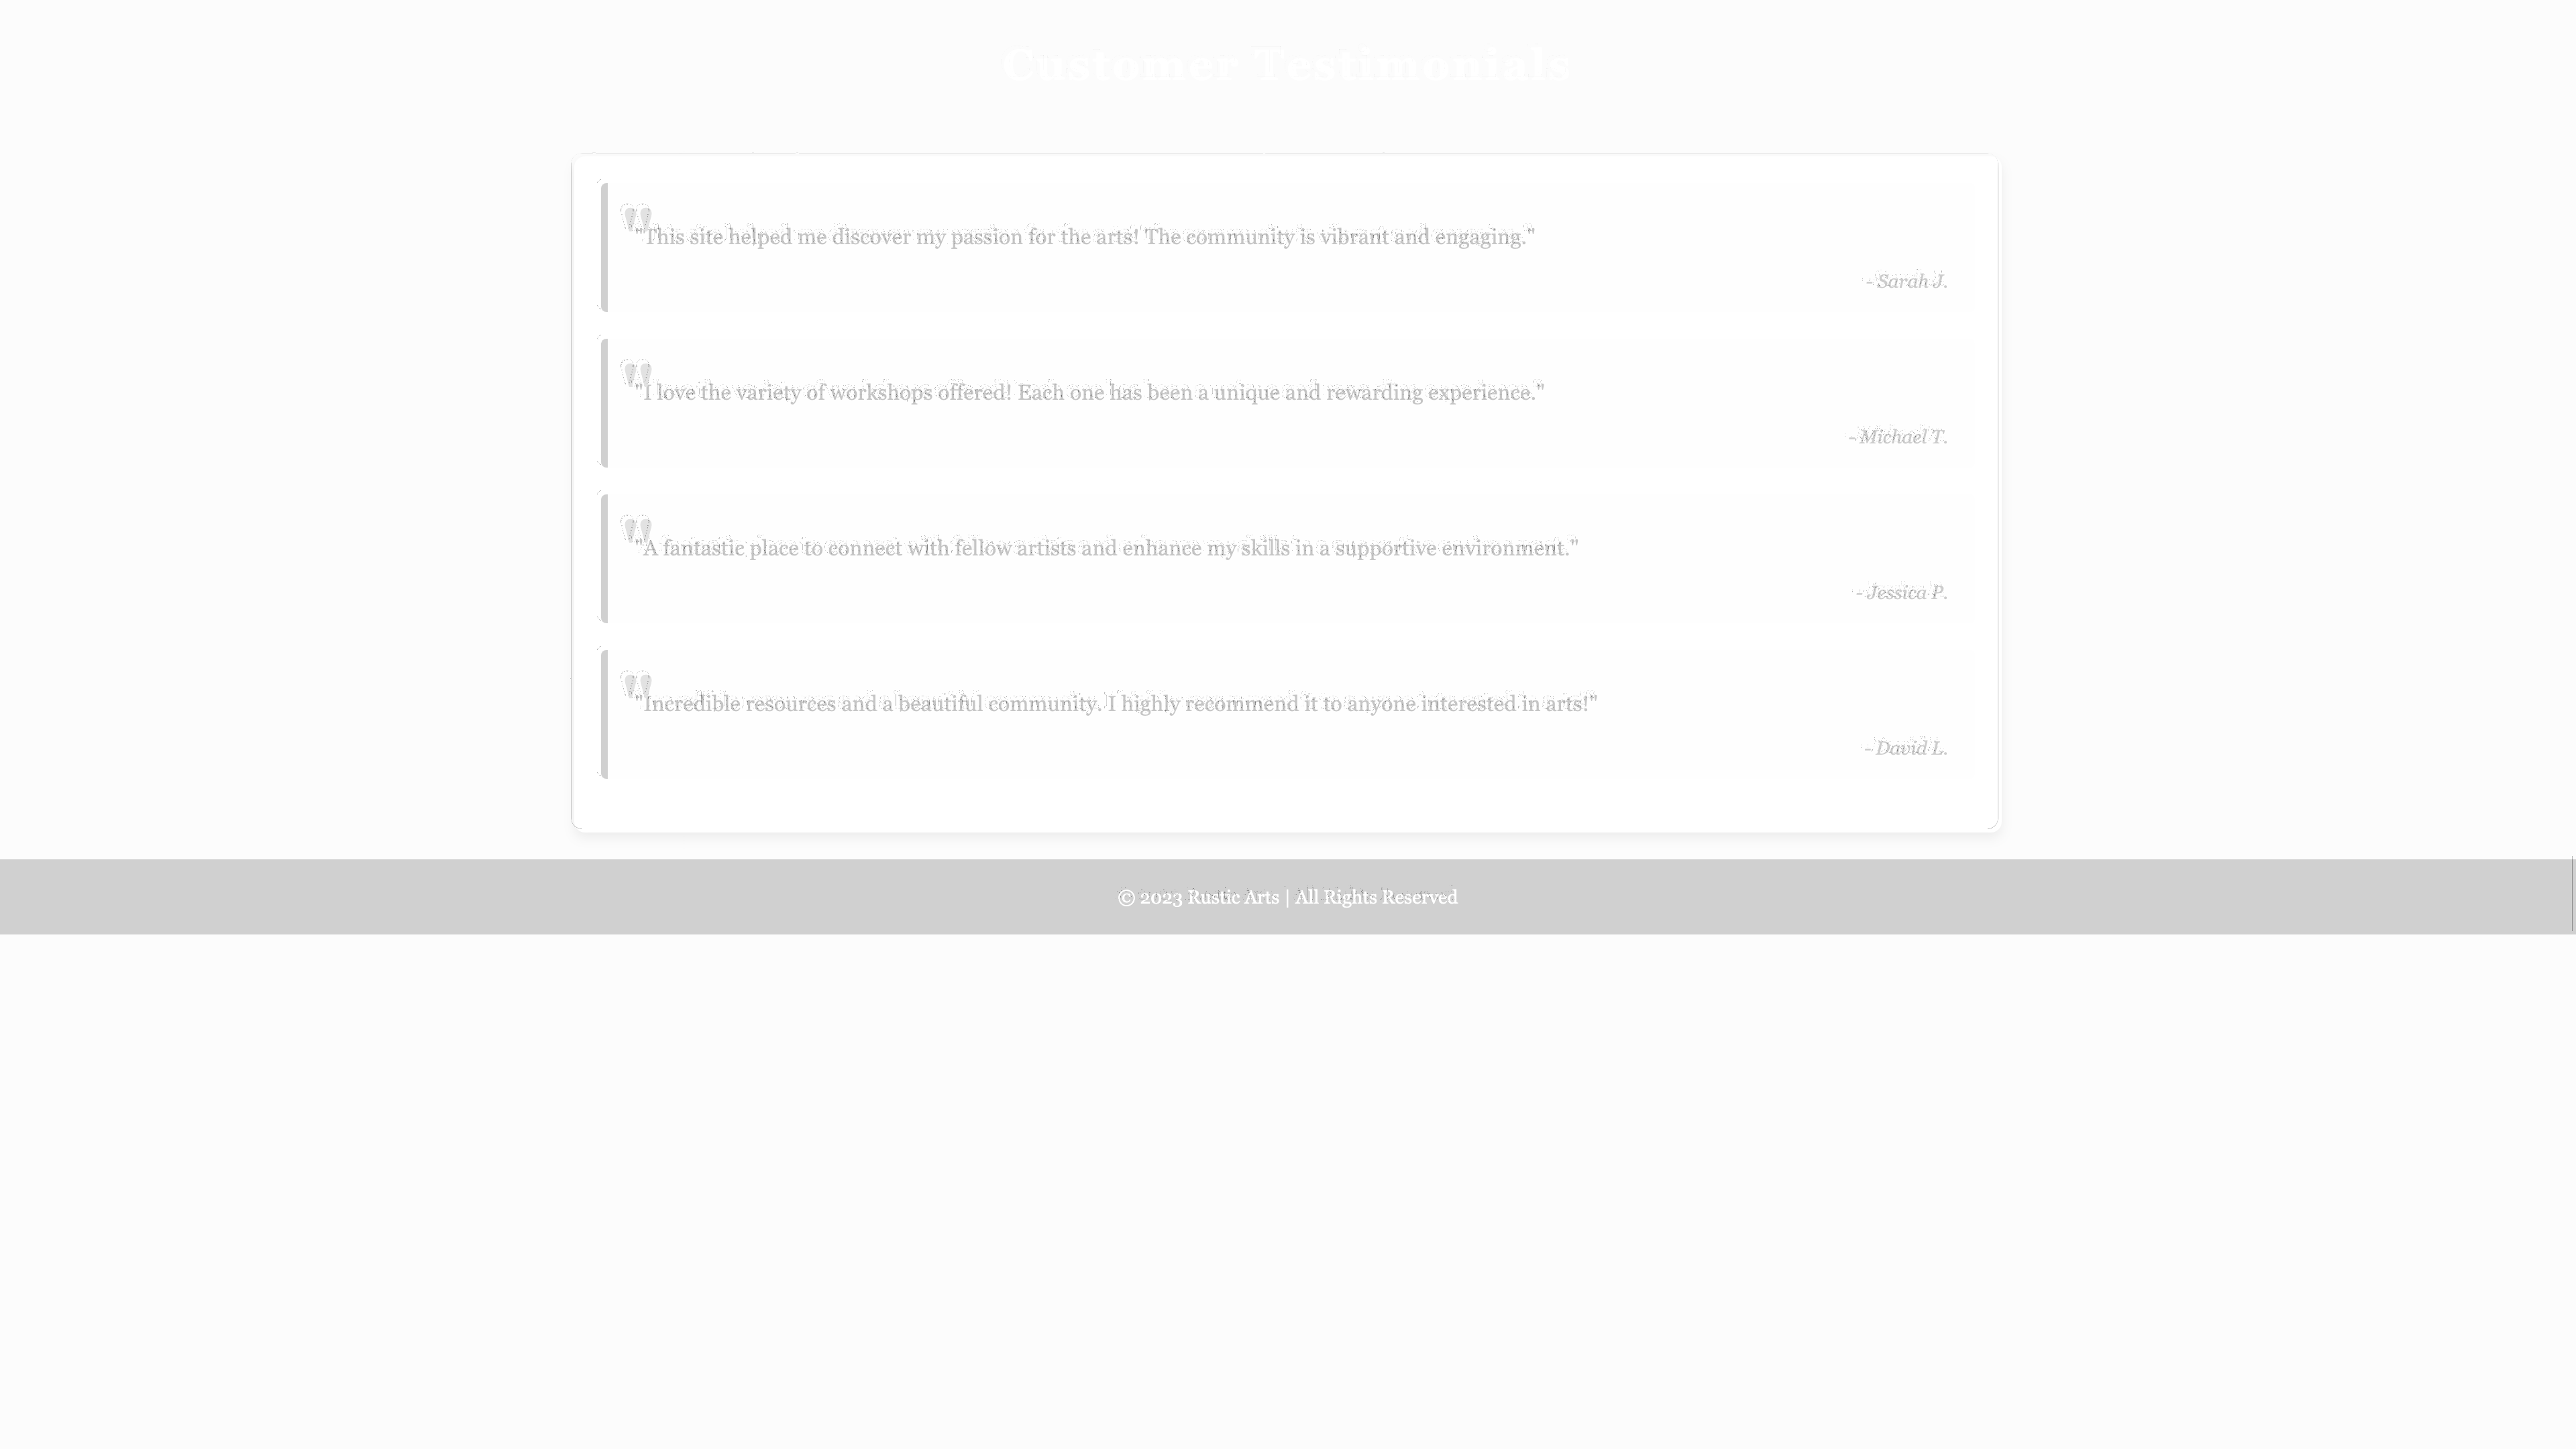 Customer Testimonials
"This site helped me discover my passion for the arts! The community is vibrant and engaging."
- Sarah J.
"I love the variety of workshops offered! Each one has been a unique and rewarding experience."
- Michael T.
"A fantastic place to connect with fellow artists and enhance my skills in a supportive environment."
- Jessica P.
"Incredible resources and a beautiful community. I highly recommend it to anyone interested in arts!"
- David L.
© 2023 Rustic Arts | All Rights Reserved